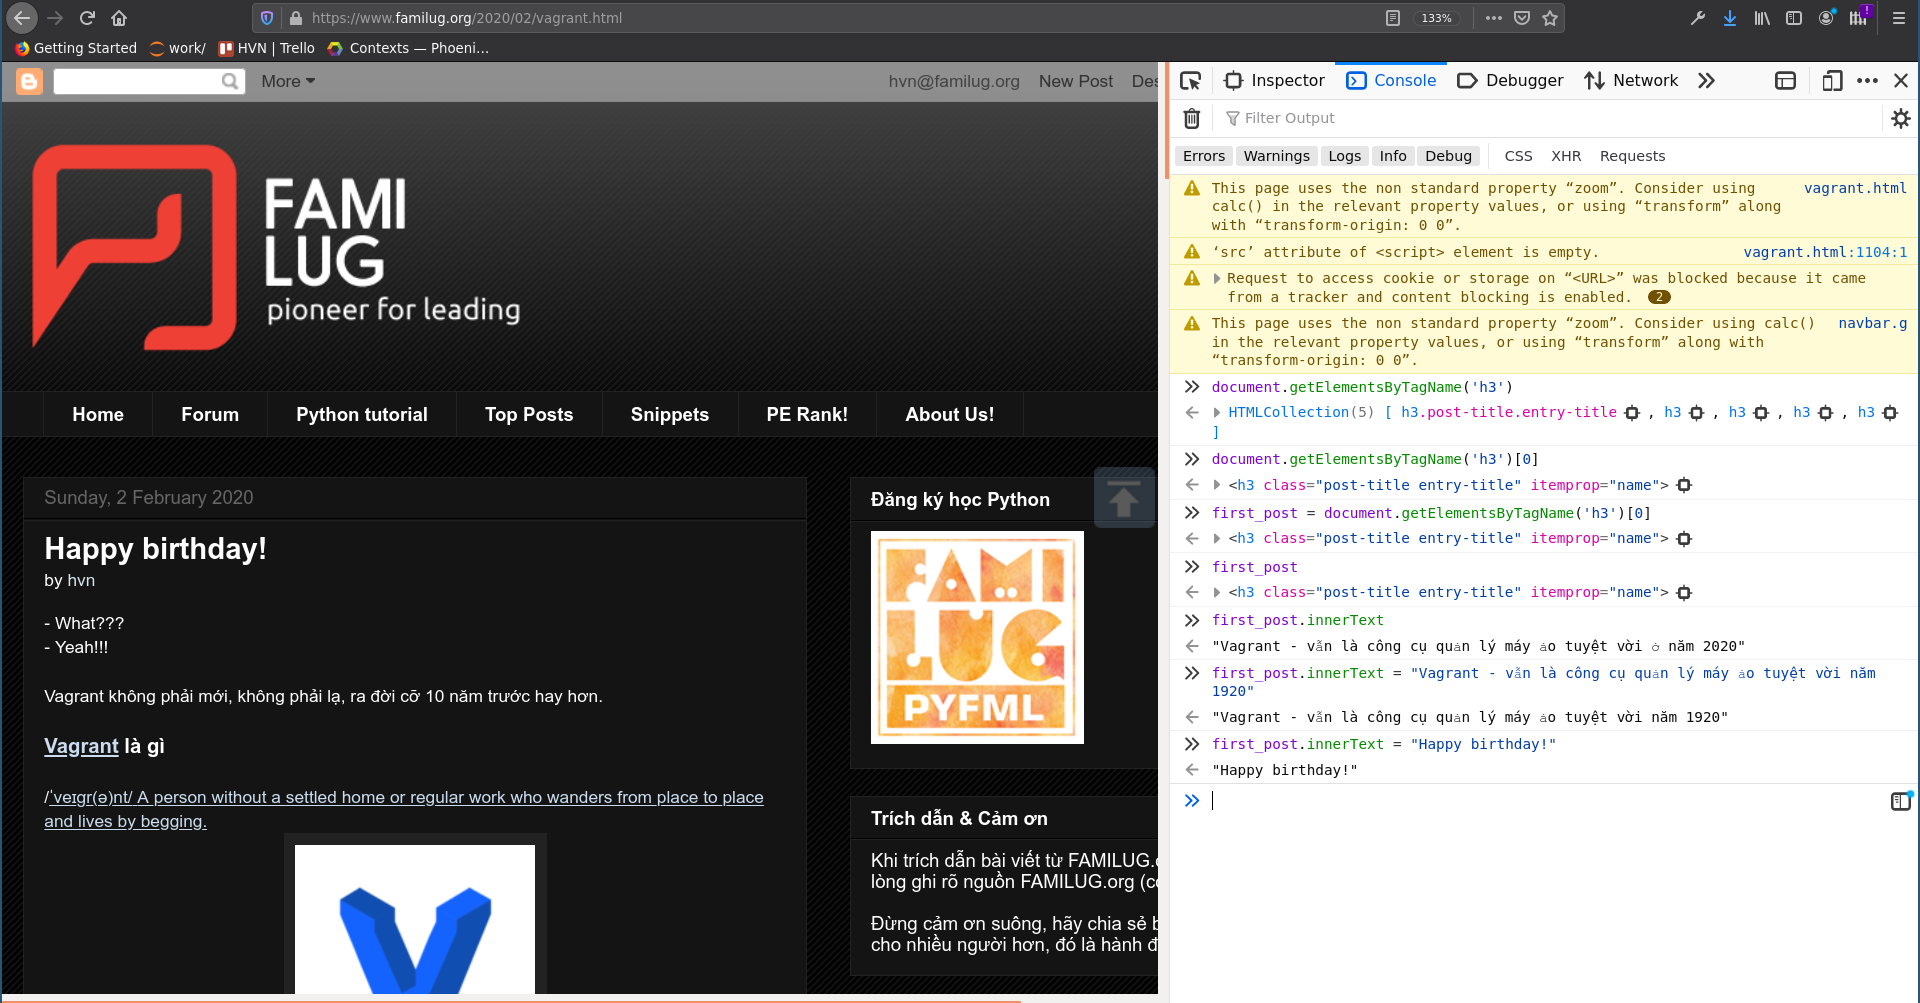 https://www.familug.org/2020/02/vagrant.html
133%
Getting Started
work/
HVN | Trello
Contexts — Phoeni…
More
hvn@familug.org
New Post
FAMI
LUG
pioneer for leading
Home
Forum
Python tutorial
Top Posts
Snippets
PE Rank!
About Us!
Sunday, 2 February 2020
Happy birthday!
by hvn
- What???
- Yeah!!!
Vagrant không phải mới, không phải lạ, ra đời cỡ 10 năm trước hay hơn.
Vagrant là gì
/ˈveɪɡr(ə)nt/ A person without a settled home or regular work who wanders from place to place
and lives by begging.
Đăng ký học Python
FAMI
LUG
PYFML
Trích dẫn & Cảm ơn
Khi trích dẫn bài viết từ FAMILUG.
lòng ghi rõ nguồn FAMILUG.org
Đừng cảm ơn suông, hãy chia sẻ
cho nhiều người hơn, đó là hành
Inspector
Console
Debugger
Network
Filter Output
Errors
Warnings
Logs
Info
Debug
CSS
XHR
Requests
This page uses the non standard property “zoom”. Consider using
vagrant.html
calc() in the relevant property values, or using “transform” along
with “transform-origin: 0 0”.
‘src’ attribute of <script> element is empty.
vagrant.html:1104:1
Request to access cookie or storage on “<URL>” was blocked because it came
from a tracker and content blocking is enabled. 2
This page uses the non standard property “zoom”. Consider using calc()
navbar.g
in the relevant property values, or using “transform” along with
“transform-origin: 0 0”.
document.getElementsByTagName('h3')
HTMLCollection(5) [ h3.post-title.entry-title , h3 , h3 , h3 , h3
]
document.getElementsByTagName('h3')[0]
<h3 class="post-title entry-title" itemprop="name">
first_post = document.getElementsByTagName('h3')[0]
<h3 class="post-title entry-title" itemprop="name">
first_post
<h3 class="post-title entry-title" itemprop="name">
first_post.innerText
"Vagrant - vẫn là công cụ quản lý máy ảo tuyệt vời ở năm 2020"
first_post.innerText = "Vagrant - vẫn là công cụ quản lý máy ảo tuyệt vời năm
1920"
"Vagrant - vẫn là công cụ quản lý máy ảo tuyệt vời năm 1920"
first_post.innerText = "Happy birthday!"
"Happy birthday!"